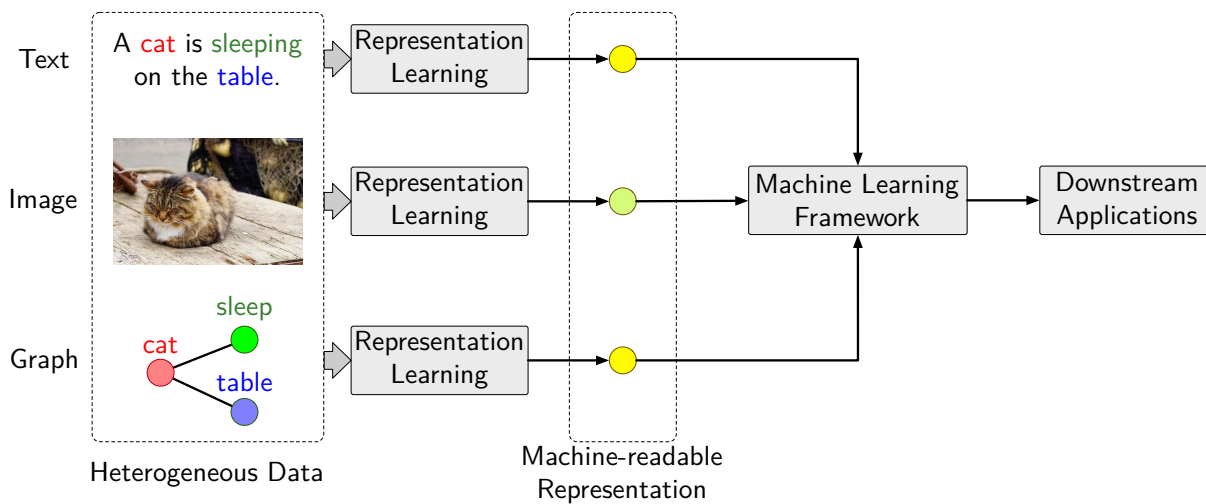 Text
A cat is sleeping
on the table.
Representation
Learning
Image
Representation
Learning
Machine Learning
Framework
Downstream
Applications
Graph
sleep
cat
table
Representation
Learning
Heterogeneous Data
Machine-readable
Representation